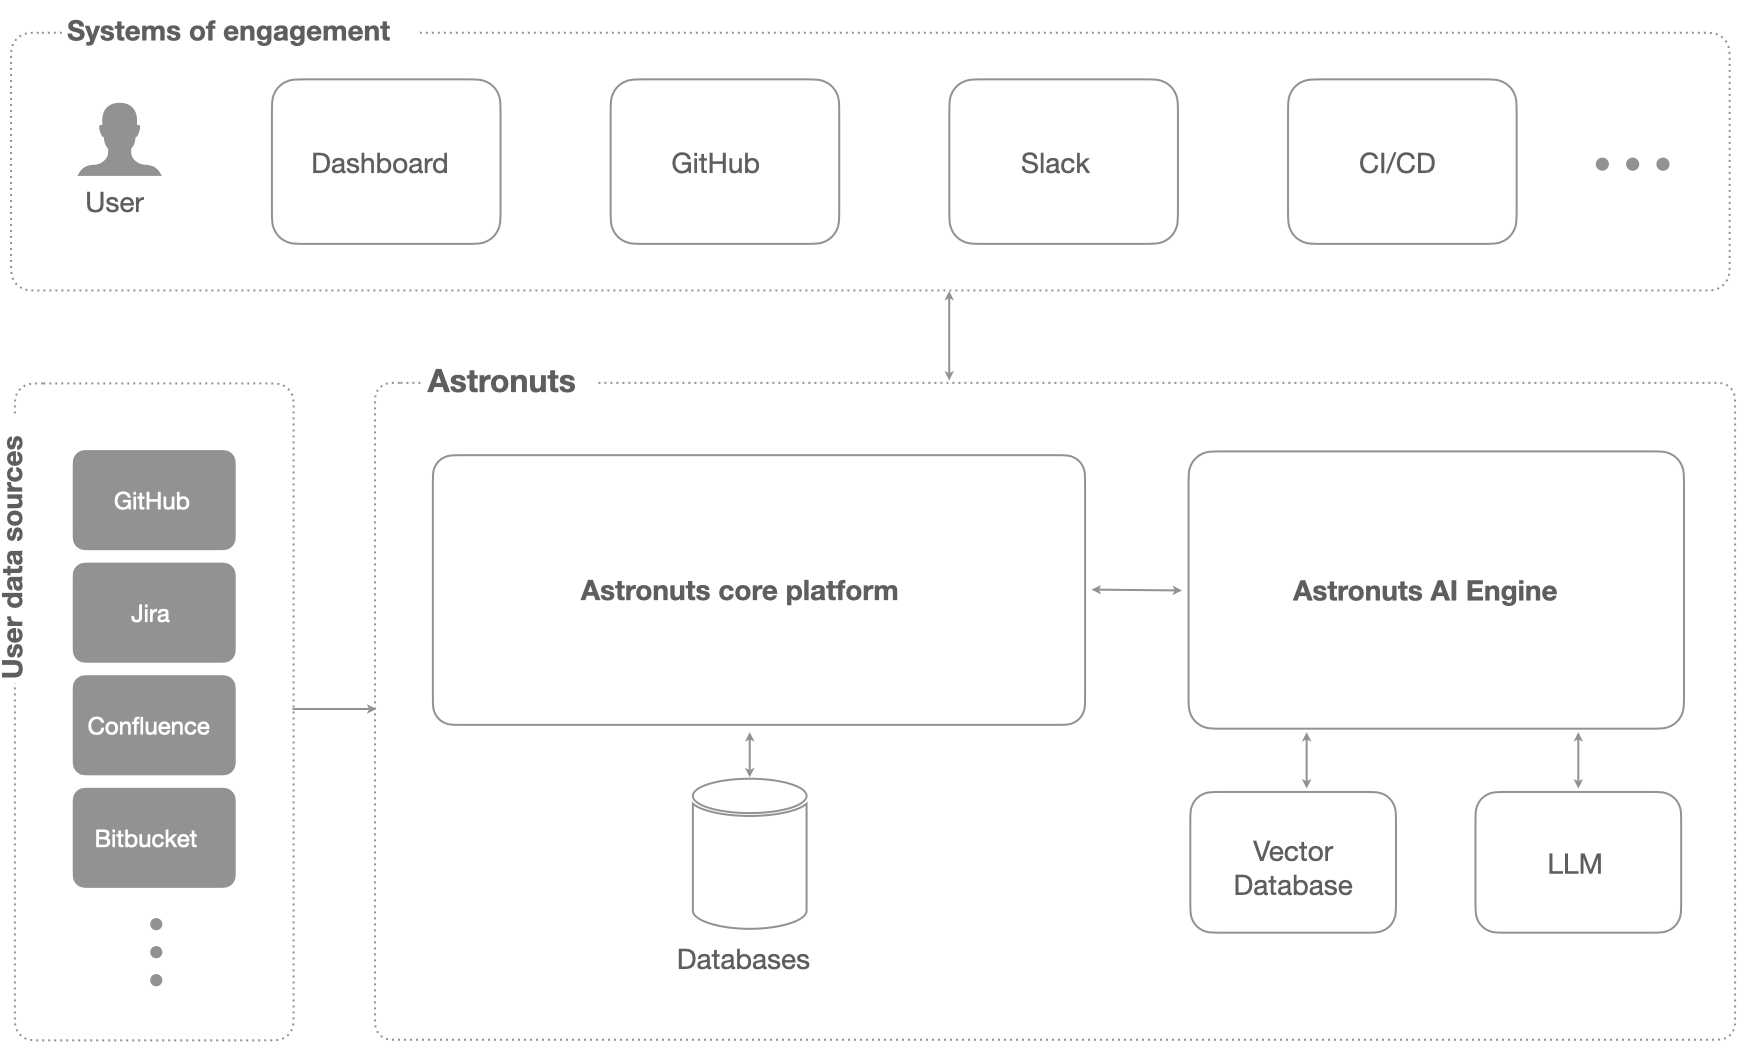 Systems of engagement
User
Dashboard
GitHub
Slack
CI/CD
User data sources
GitHub
Jira
Confluence
Bitbucket
Astronuts
Astronuts core platform
Astronuts AI Engine
Databases
Vector
Database
LLM